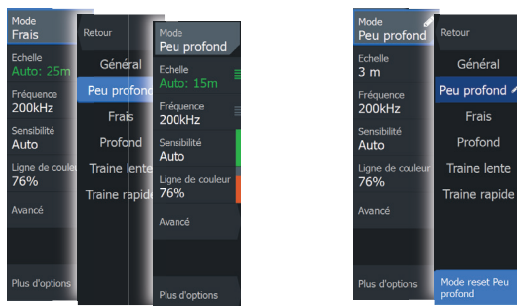 Mode
Frais
Echelle
Auto: 25m
Fréquence
200kHz
Sensibilité
Auto
Ligne de couleu
76%
Avancé
Plus d'options
Retour
Général
Peu profond
Frais
Profond
Traine lente
Traine rapide
Mode
Peu profond
Echelle
Auto: 15m
Fréquence
200kHz
Sensibilité
Auto
Ligne de couleur
76%
Avancé
Plus d'options
Mode
Peu profond
Echelle
3 m
Fréquence
200kHz
Sensibilité
Auto
Ligne de couleur
76%
Avancé
Plus d'options
Retour
Général
Peu profond
Frais
Profond
Traine lente
Traine rapide
Mode reset Peu
profond